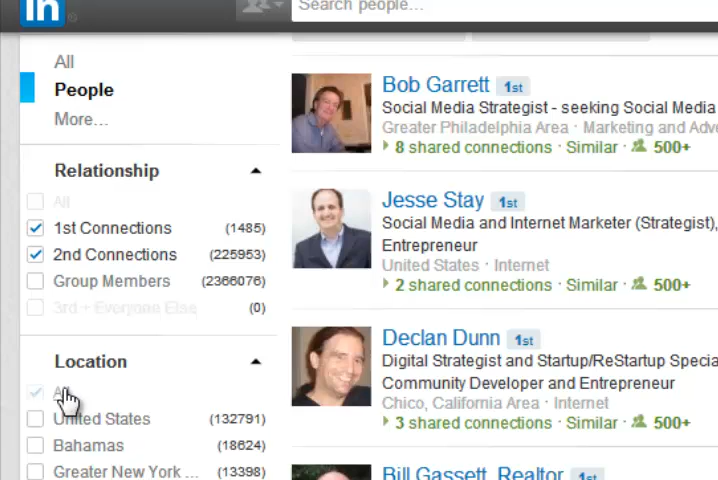 in
Search people...
All
People
More...
Relationship
All
1st Connections (1485)
2nd Connections (225953)
Group Members (2366076)
3rd + Everyone Else (0)
Location
United States (132791)
Bahamas (18624)
Greater New York ... (13398)
Bob Garrett 1st
Social Media Strategist - seeking Social Media
Greater Philadelphia Area · Marketing and Adve
8 shared connections · Similar · 500+
Jesse Stay 1st
Social Media and Internet Marketer (Strategist),
Entrepreneur
United States · Internet
2 shared connections · Similar · 500+
Declan Dunn 1st
Digital Strategist and Startup/ReStartup Specia
Community Developer and Entrepreneur
Chico, California Area · Internet
3 shared connections · Similar · 500+
Bill Gassett, Realtor 1st